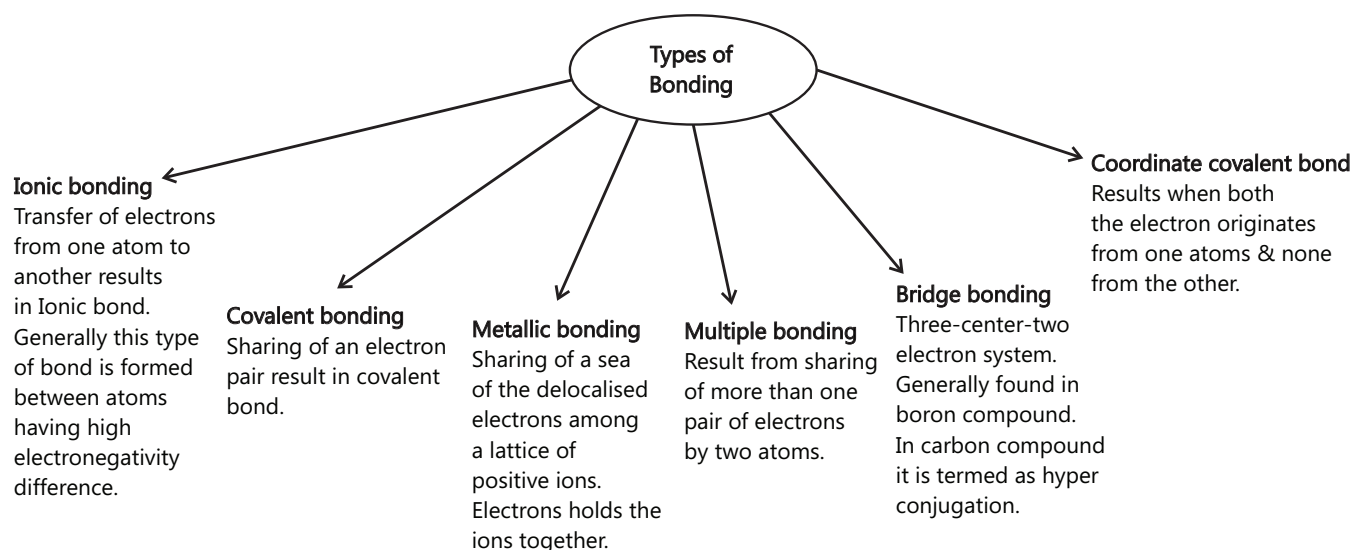 Types of
Bonding
Ionic bonding
Transfer of electrons
from one atom to
another results
in Ionic bond.
Generally this type
of bond is formed
between atoms
having high
electronegativity
difference.
Covalent bonding
Sharing of an electron
pair result in covalent
bond.
Metallic bonding
Sharing of a sea
of the delocalised
electrons among
a lattice of
positive ions.
Electrons holds the
ions together.
Multiple bonding
Result from sharing
of more than one
pair of electrons
by two atoms.
Bridge bonding
Three-center-two
electron system.
Generally found in
boron compound.
In carbon compound
it is termed as hyper
conjugation.
Coordinate covalent bond
Results when both
the electron originates
from one atoms & none
from the other.